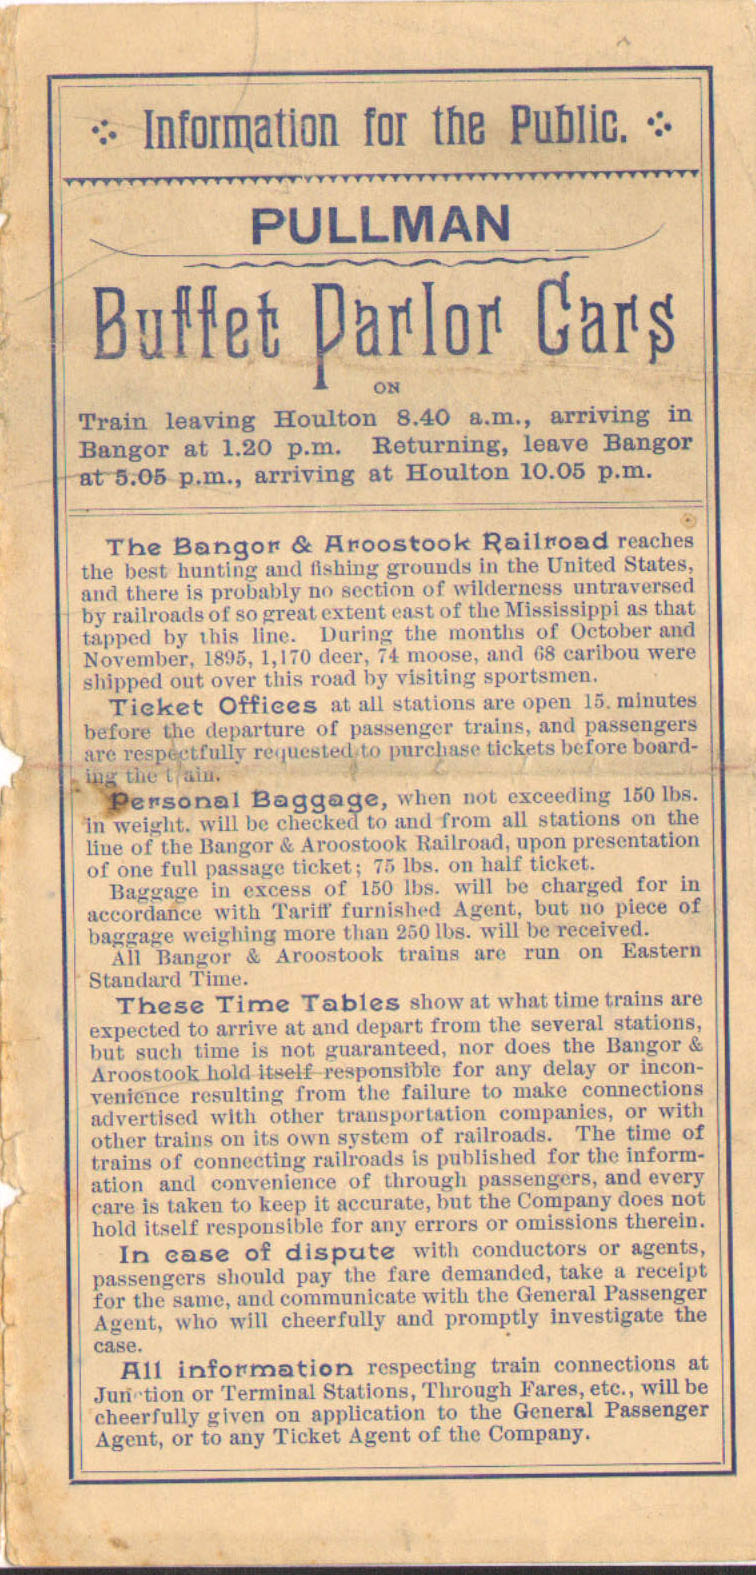 Information for the Public.
PULLMAN
Buffet Parlor Cars
ON
Train leaving Houlton 8.40 a.m., arriving in
Bangor at 1.20 p.m. Returning, leave Bangor
at 5.05 p.m., arriving at Houlton 10.05 p.m.
The Bangor & Aroostook Railroad reaches
the best hunting and fishing grounds in the United States,
and there is probably no section of wilderness untraversed
by railroads of so great extent east of the Mississippi as that
tapped by this line. During the months of October and
November, 1895, 1,170 deer, 74 moose, and 68 caribou were
shipped out over this road by visiting sportsmen.
Ticket Offices at all stations are open 15. minutes
before the departure of passenger trains, and passengers
are respectfully requested to purchase tickets before board-
ing the train.
Personal Baggage, when not exceeding 150 lbs.
in weight. will be checked to and from all stations on the
line of the Bangor & Aroostook Railroad, upon presentation
of one full passage ticket; 75 lbs. on half ticket.
Baggage in excess of 150 lbs. will be charged for in
accordance with Tariff furnished Agent, but no piece of
baggage weighing more than 250 lbs. will be received.
All Bangor & Aroostook trains are run on Eastern
Standard Time.
These Time Tables show at what time trains are
expected to arrive at and depart from the several stations,
but such time is not guaranteed, nor does the Bangor &
Aroostook hold itself responsible for any delay or incon-
venience resulting from the failure to make connections
advertised with other transportation companies, or with
other trains on its own system of railroads. The time of
trains of connecting railroads is published for the inform-
ation and convenience of through passengers, and every
care is taken to keep it accurate, but the Company does not
hold itself responsible for any errors or omissions therein.
In case of dispute with conductors or agents,
passengers should pay the fare demanded, take a receipt
for the same, and communicate with the General Passenger
Agent, who will cheerfully and promptly investigate the
case.
All information respecting train connections at
Junction or Terminal Stations, Through Fares, etc., will be
cheerfully given on application to the General Passenger
Agent, or to any Ticket Agent of the Company.